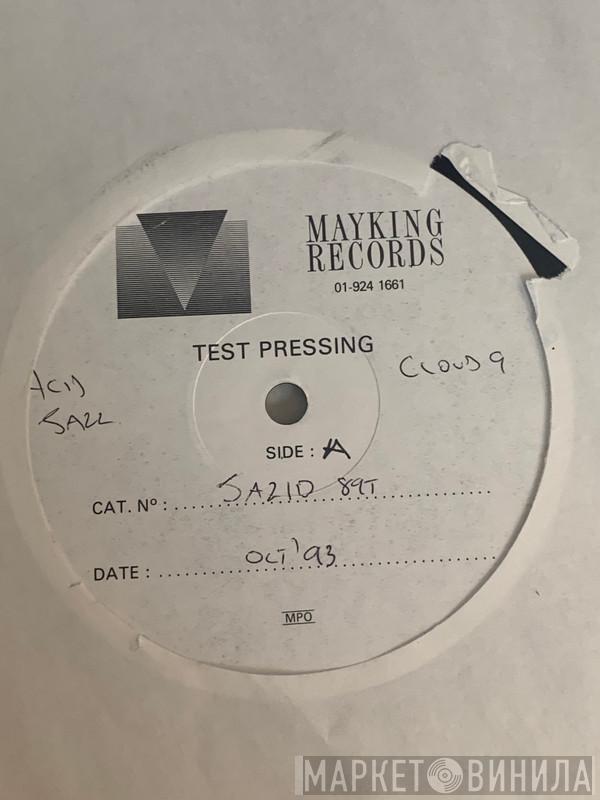 MAYKING
RECORDS
01-924 1661
TEST PRESSING
CLOUD 9
ACID
JAZZ
SIDE : A
CAT. Nº : JAZID 89T
DATE : OCT '93
MPO
МАРКЕТ ВИНИЛА